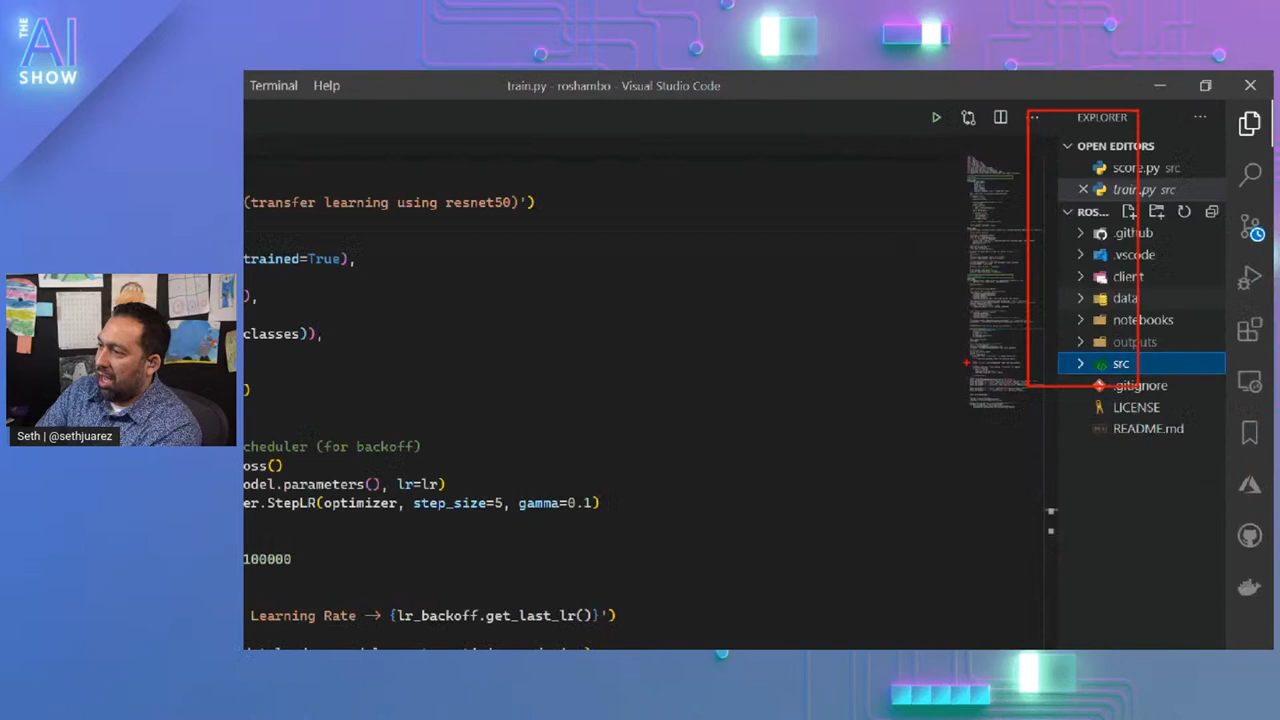 THE
AI
SHOW
Terminal Help
train.py - roshambo - Visual Studio Code
EXPLORER
OPEN EDITORS
score.py src
train.py src
ROS...
.github
.vscode
client
data
notebooks
outputs
src
.gitignore
LICENSE
README.md
(transfer learning using resnet50)')
trained=True),
),
classes)),
)
cheduler (for backoff)
oss()
odel.parameters(), lr=lr)
er.StepLR(optimizer, step_size=5, gamma=0.1)
100000
Learning Rate -> {lr_backoff.get_last_lr()}')
Seth | @sethjuarez